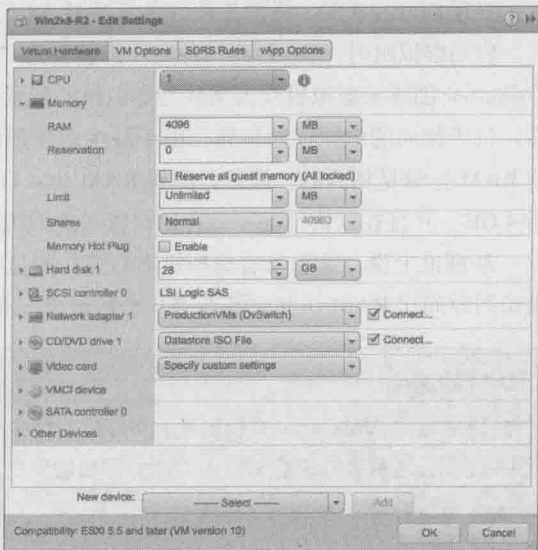 Win2k8-R2 - Edit Settings
Virtual Hardware VM Options SDRS Rules vApp Options
CPU 1
Memory
RAM 4096 MB
Reservation 0 MB
Reserve all guest memory (All locked)
Limit Unlimited MB
Shares Normal 40960
Memory Hot Plug Enable
Hard disk 1 28 GB
SCSI controller 0 LSI Logic SAS
Network adapter 1 ProductionVMs (DvSwitch) Connect...
CD/DVD drive 1 Datastore ISO File Connect...
Video card Specify custom settings
VMCI device
SATA controller 0
Other Devices
New device: ------- Select ------- Add
Compatibility: ESXi 5.5 and later (VM version 10) OK Cancel